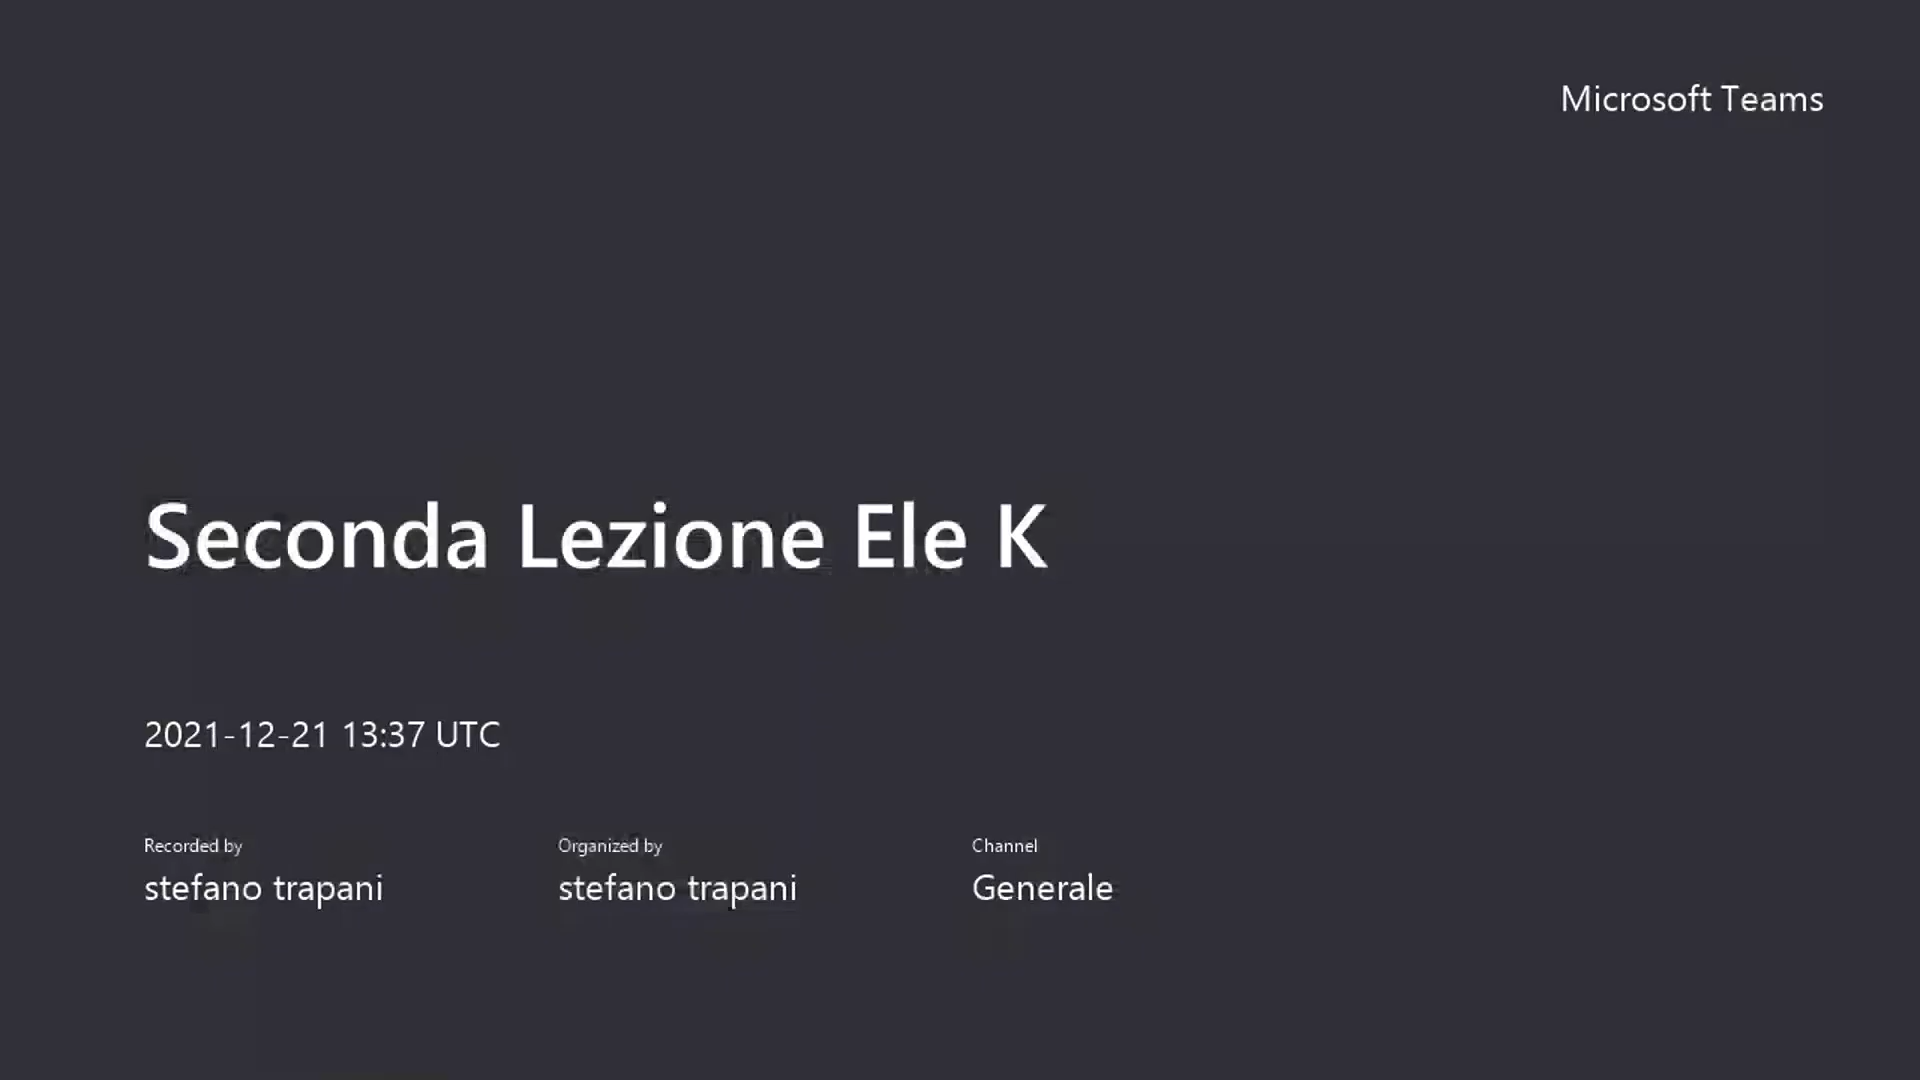 Microsoft Teams
Seconda Lezione Ele K
2021-12-21 13:37 UTC
Recorded by
stefano trapani
Organized by
stefano trapani
Channel
Generale